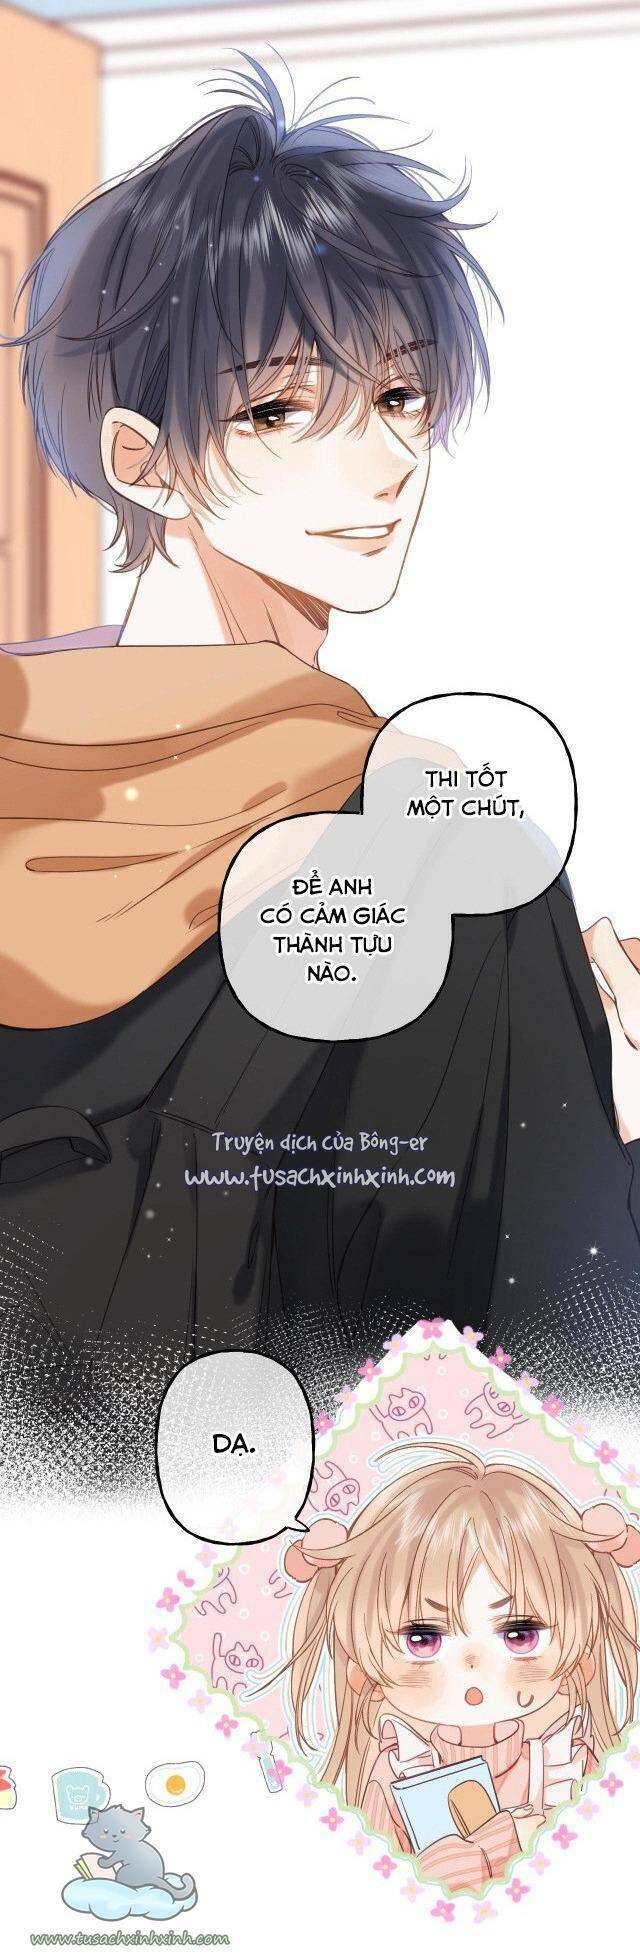 THI TỐT
MỘT CHÚT,
ĐỂ ANH
CÓ CẢM GIÁC
THÀNH TỰU
NÀO.
Truyện dịch của Bông-er
www.tusachxinhxinh.com
DẠ.
www.tusachxinhxinh.com